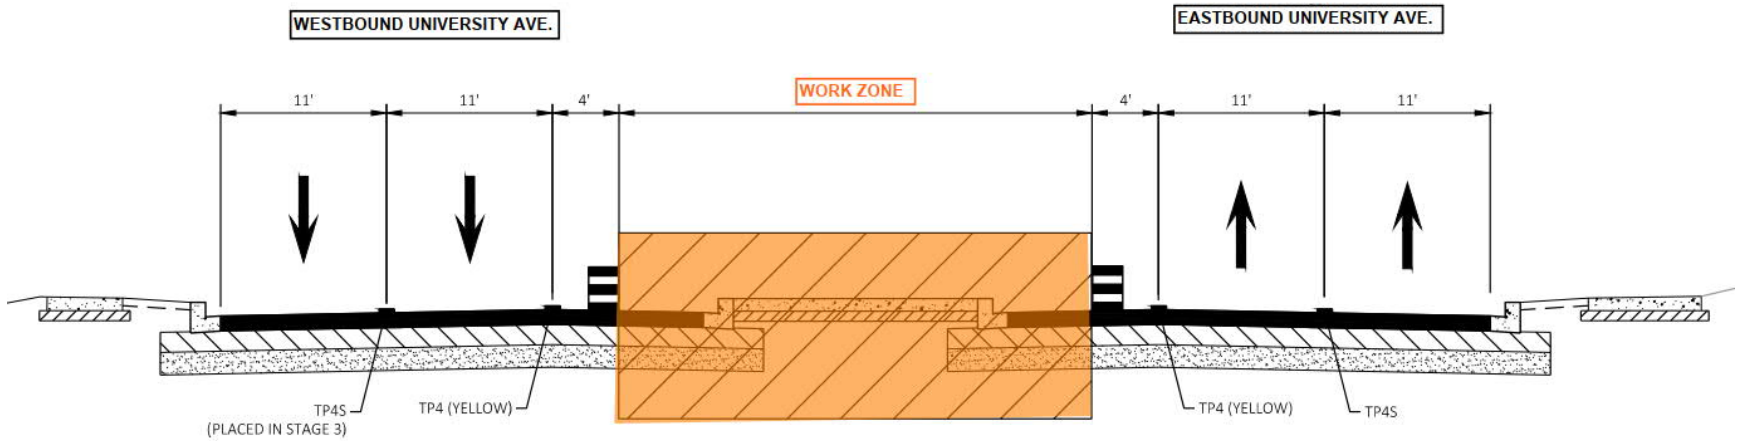 WESTBOUND UNIVERSITY AVE.
EASTBOUND UNIVERSITY AVE.
WORK ZONE
11'
11'
4'
4'
11'
11'
TP4S
(PLACED IN STAGE 3)
TP4 (YELLOW)
TP4 (YELLOW)
TP4S